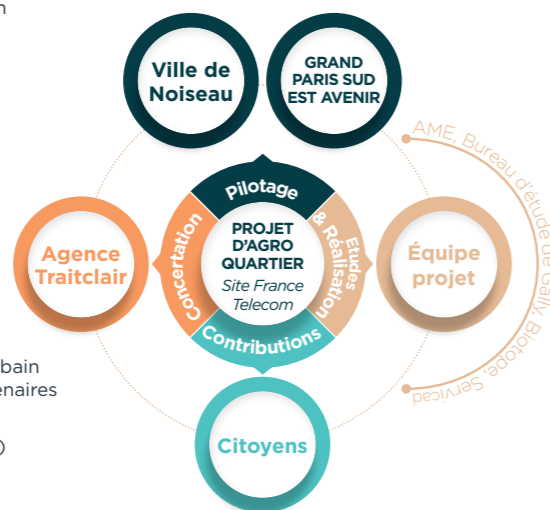 n
Ville de
Noiseau
GRAND
PARIS SUD
EST AVENIR
AME, Bureau d'étude de Gally, Biotope, Servicad
Pilotage
Concertation
Etudes
& Réalisation
Contributions
PROJET
D'AGRO
QUARTIER
Site France
Telecom
Agence
Traitclair
Équipe
projet
bain
enaires
)
Citoyens